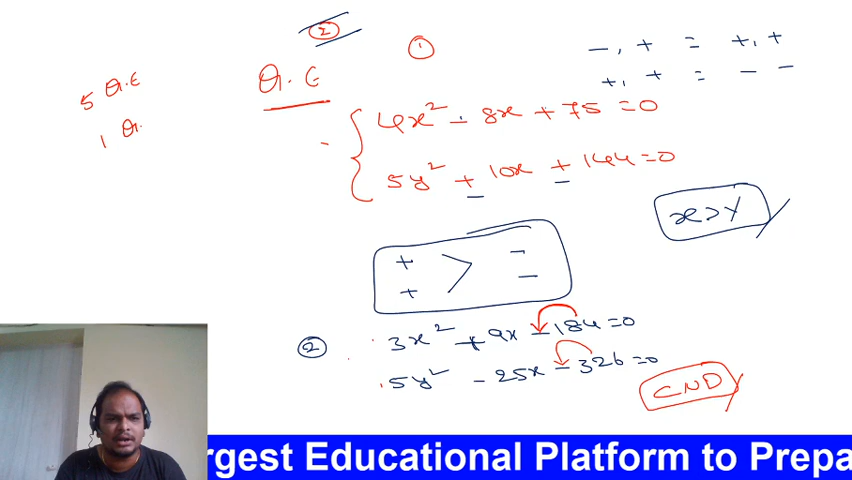 ②
①
Q.E
-, + = +, +
+, + = - -
5 Q.E
1 Q.
4x² - 8x + 75 = 0
5y² + 10x + 144 = 0
x > y
+ > -
+ -
② 3x² + 9x - 184 = 0
5y² - 25x - 326 = 0
CND
rgest Educational Platform to Prepa